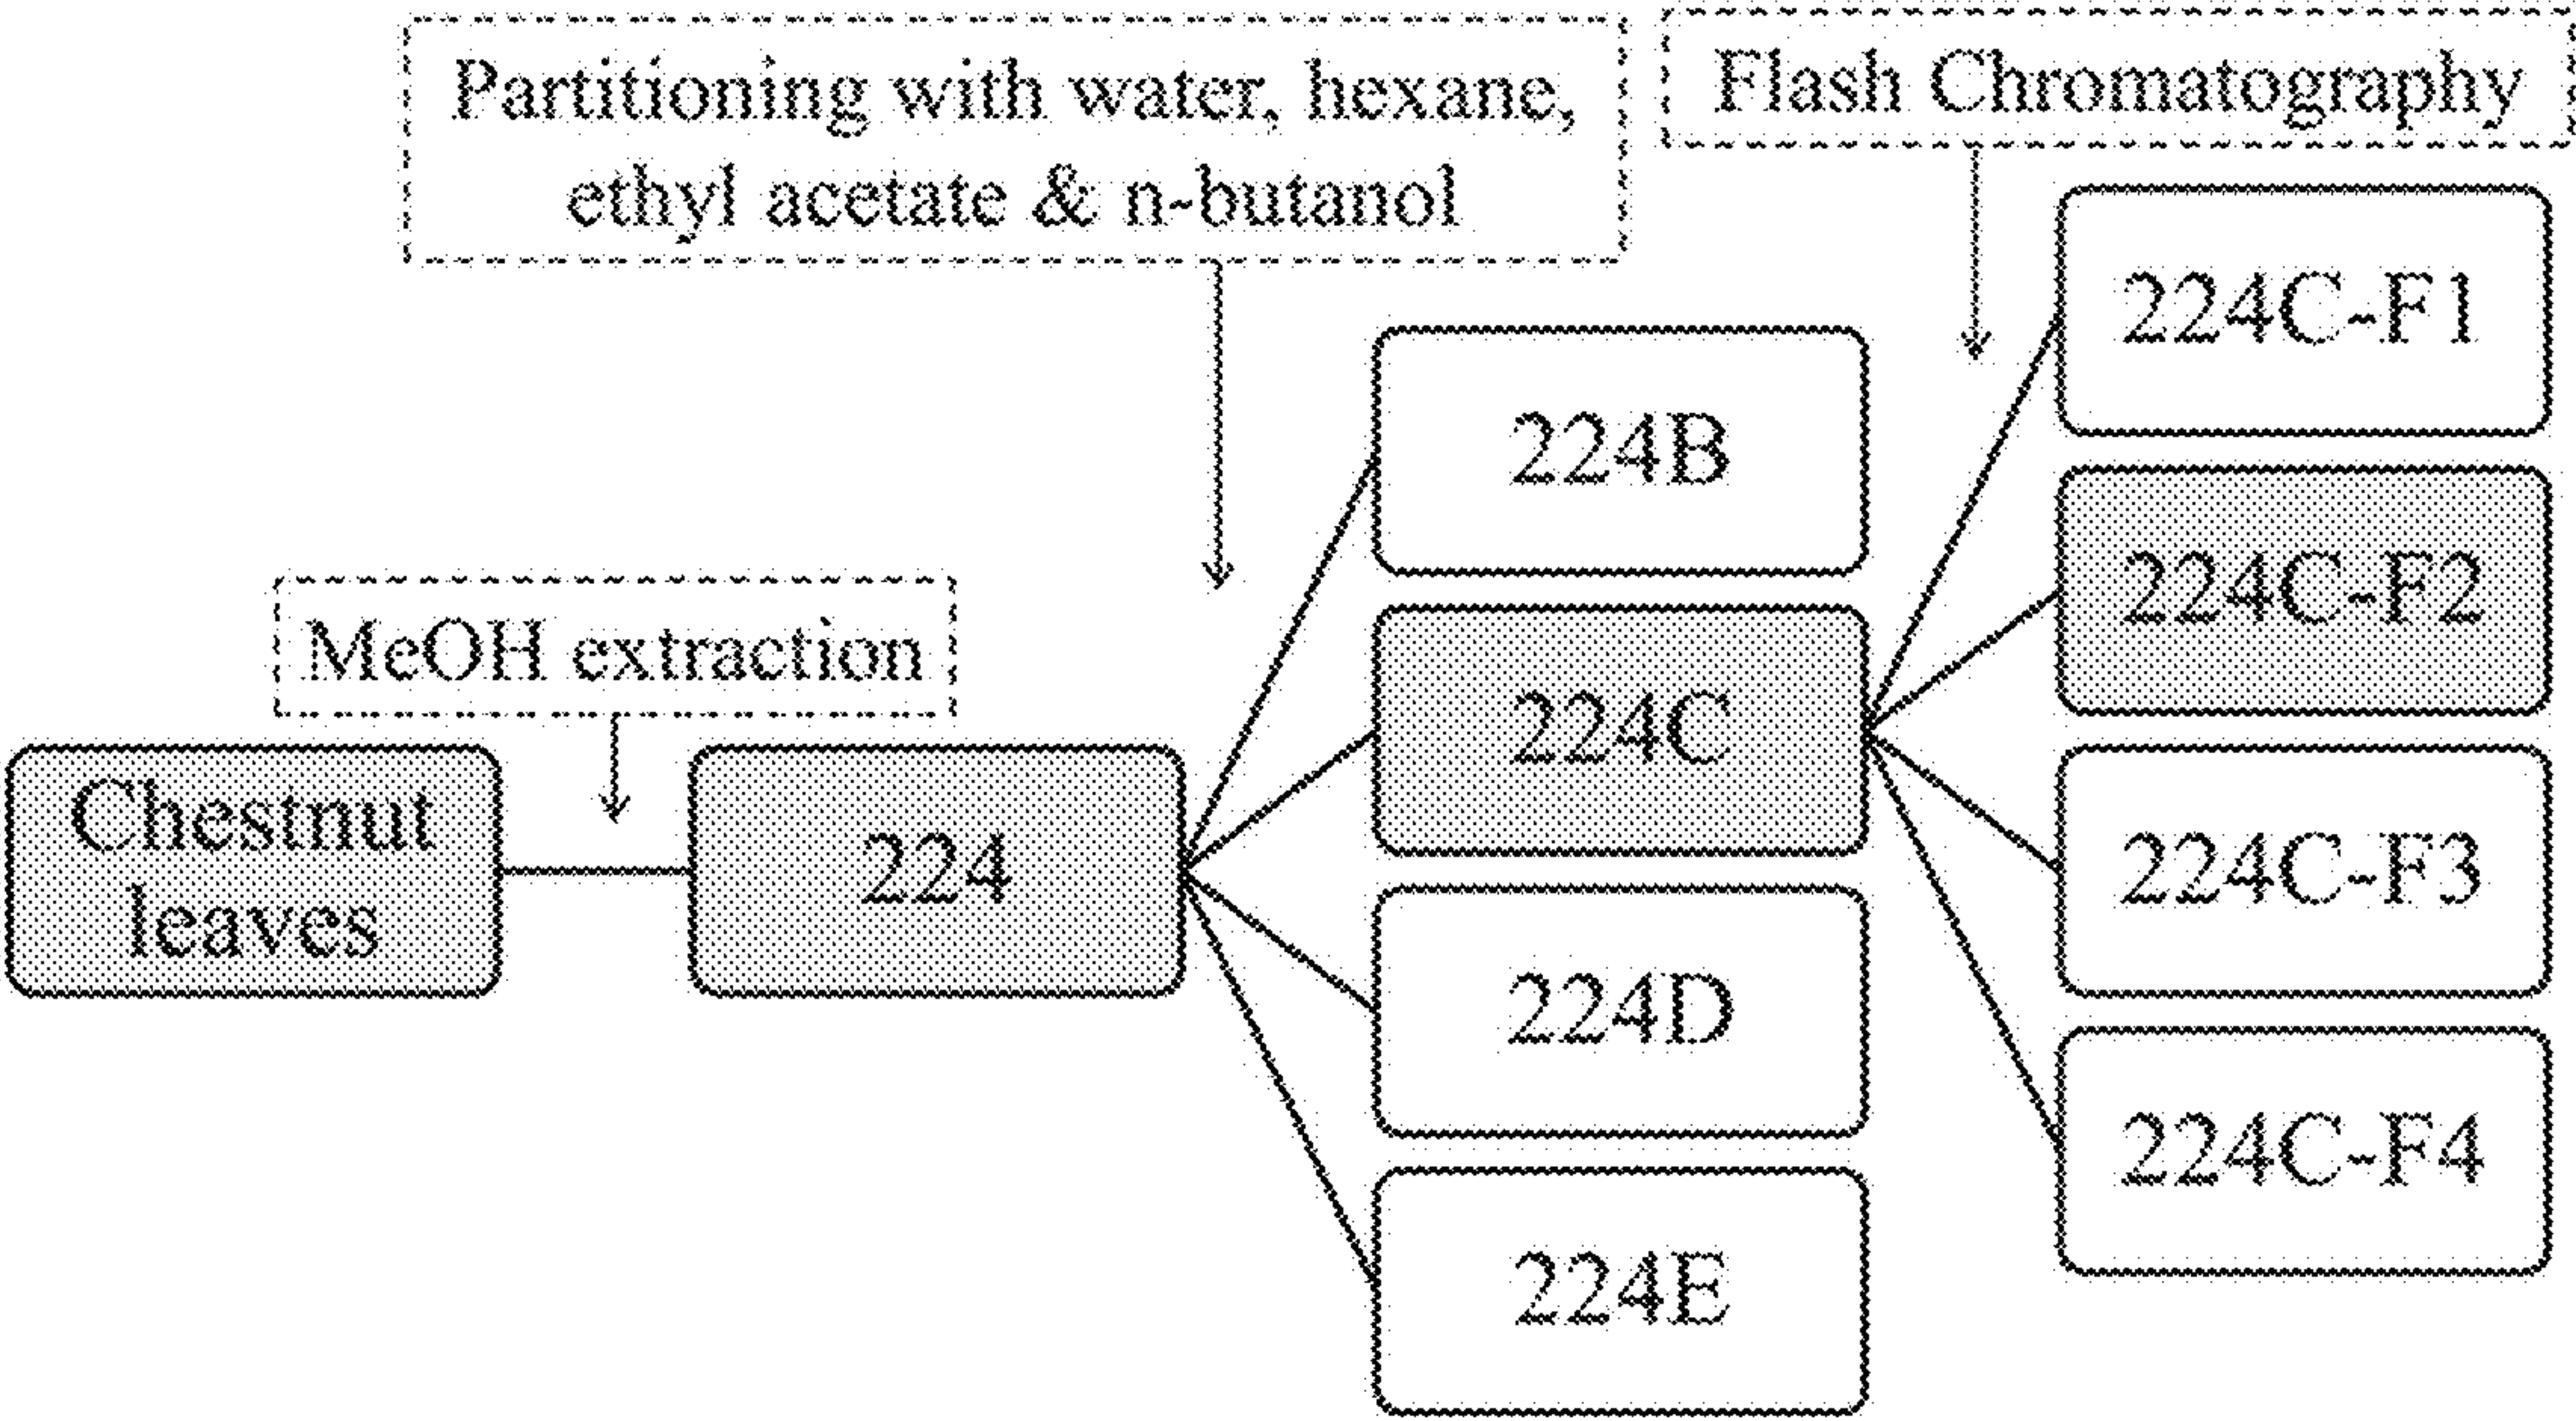 Partitioning with water, hexane,
ethyl acetate & n-butanol
Flash Chromatography
MeOH extraction
Chestnut
leaves
224
224B
224C
224D
224E
224C-F1
224C-F2
224C-F3
224C-F4